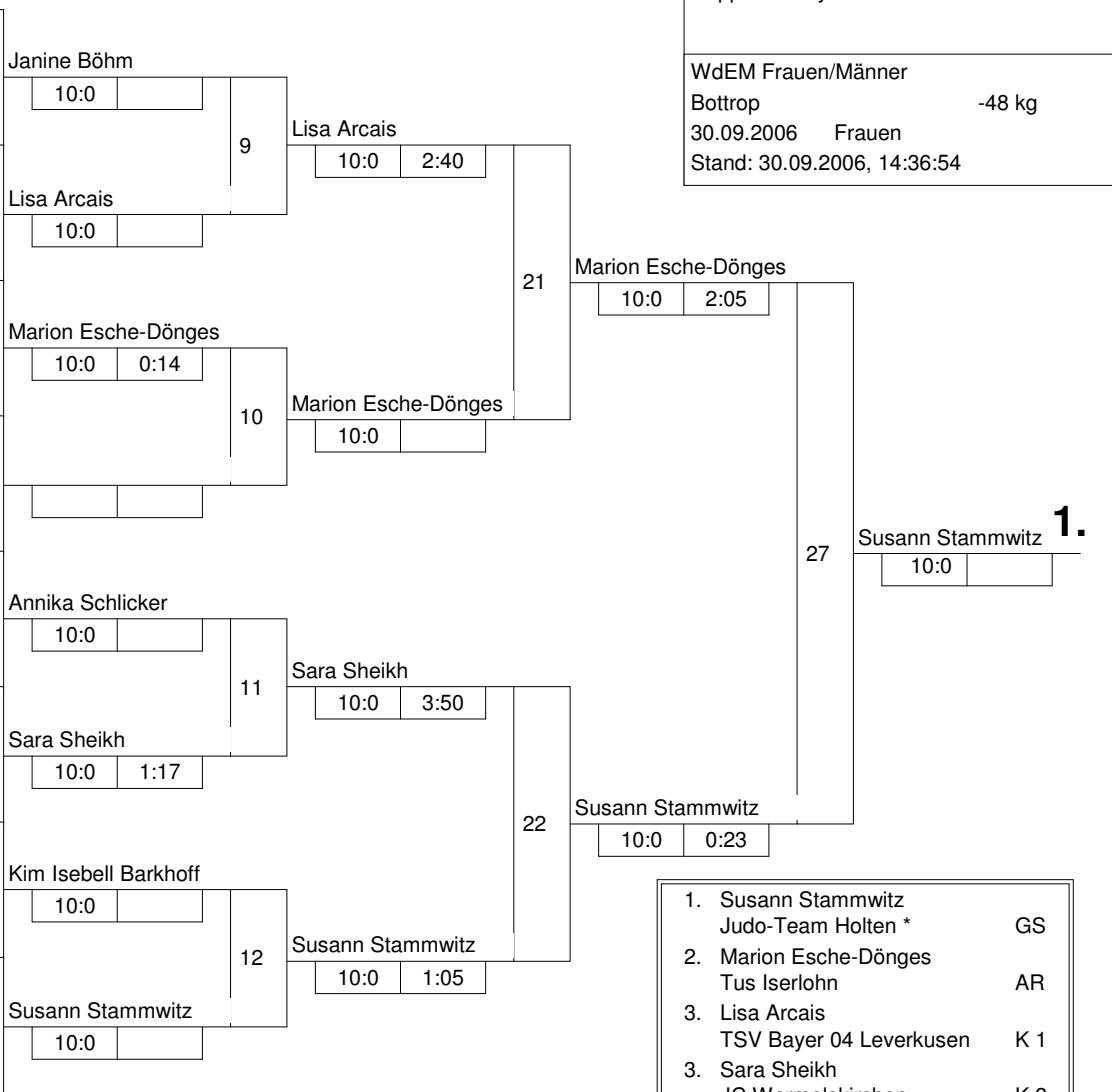 WdEM Frauen/Männer
Bottrop -48 kg
30.09.2006 Frauen
Stand: 30.09.2006, 14:36:54
Janine Böhm
10:0
9
Lisa Arcais
10:0 2:40
Lisa Arcais
10:0
21
Marion Esche-Dönges
10:0 2:05
Marion Esche-Dönges
10:0 0:14
10
Marion Esche-Dönges
10:0
27
Susann Stammwitz 1.
10:0
Annika Schlicker
10:0
11
Sara Sheikh
10:0 3:50
Sara Sheikh
10:0 1:17
22
Susann Stammwitz
10:0 0:23
Kim Isebell Barkhoff
10:0
12
Susann Stammwitz
10:0 1:05
Susann Stammwitz
10:0
1. Susann Stammwitz
Judo-Team Holten * GS
2. Marion Esche-Dönges
Tus Iserlohn AR
3. Lisa Arcais
TSV Bayer 04 Leverkusen K 1
3. Sara Sheikh